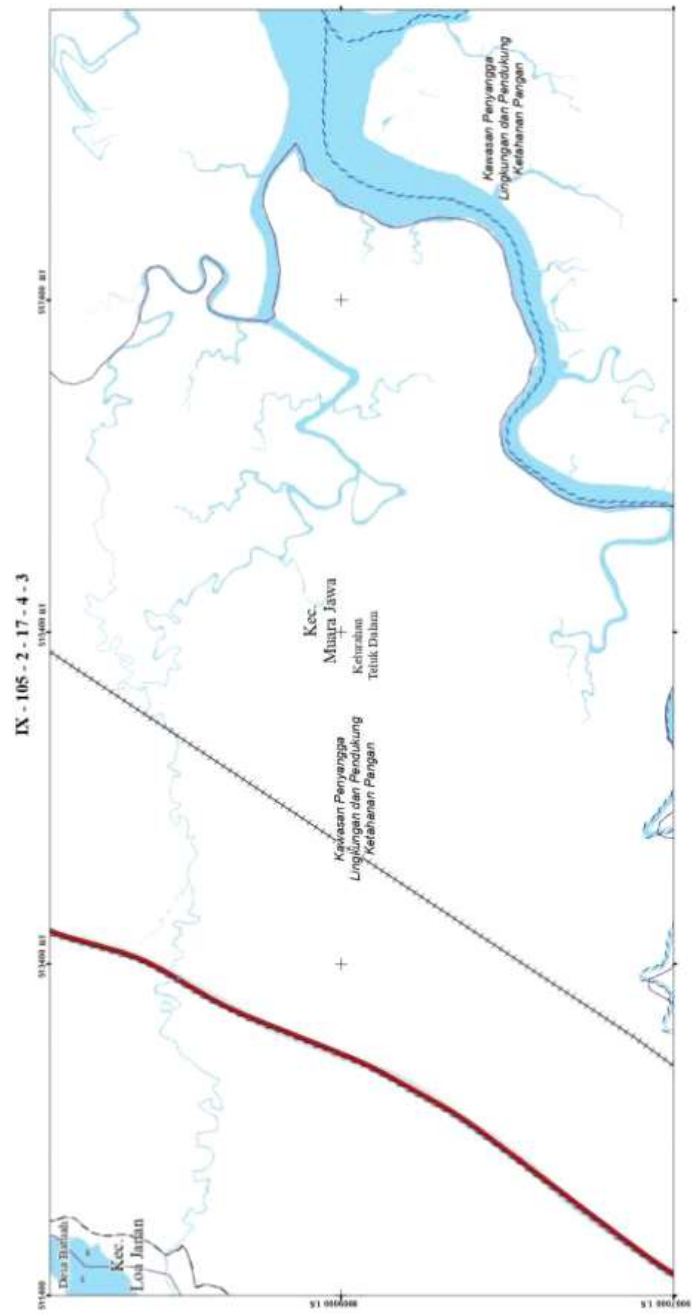 IX - 105 - 2 - 17 - 4 - 3
Desa Batuah
Kec.
Loa Janan
Kec.
Muara Jawa
Kelurahan
Teluk Dalam
Kawasan Penyangga
Lingkungan dan Pendukung
Ketahanan Pangan
Kawasan Penyangga
Lingkungan dan Pendukung
Ketahanan Pangan